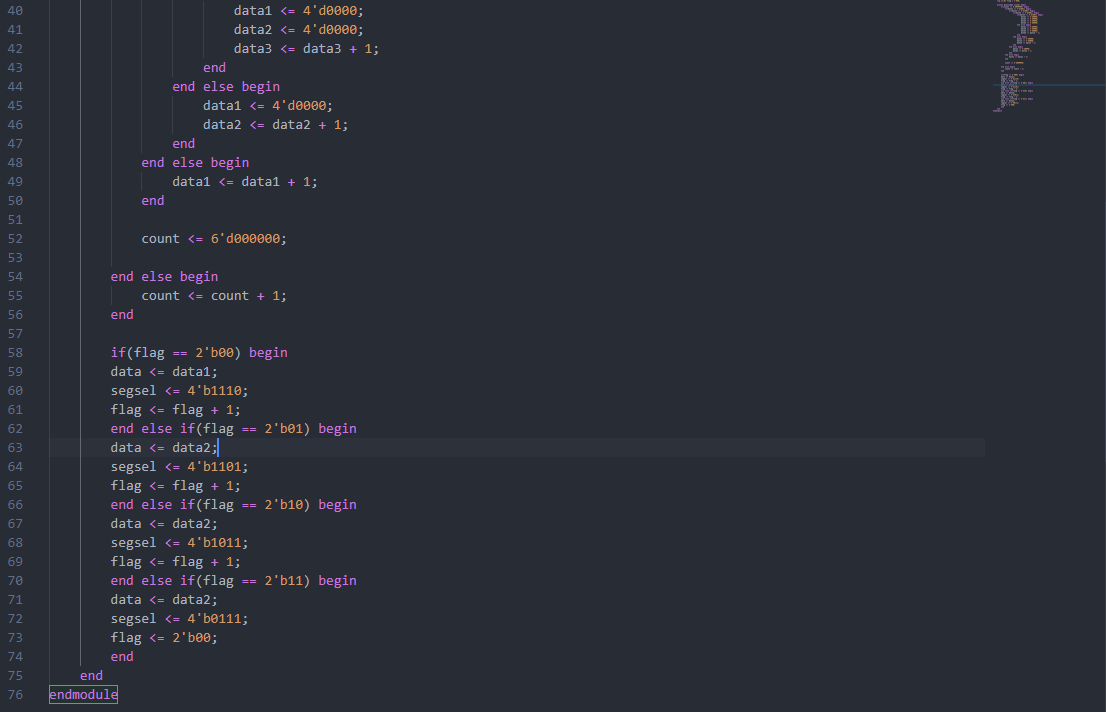 40 data1 <= 4'd0000;
41 data2 <= 4'd0000;
42 data3 <= data3 + 1;
43 end
44 end else begin
45 data1 <= 4'd0000;
46 data2 <= data2 + 1;
47 end
48 end else begin
49 data1 <= data1 + 1;
50 end
51
52 count <= 6'd000000;
53
54 end else begin
55 count <= count + 1;
56 end
57
58 if(flag == 2'b00) begin
59 data <= data1;
60 segsel <= 4'b1110;
61 flag <= flag + 1;
62 end else if(flag == 2'b01) begin
63 data <= data2;
64 segsel <= 4'b1101;
65 flag <= flag + 1;
66 end else if(flag == 2'b10) begin
67 data <= data2;
68 segsel <= 4'b1011;
69 flag <= flag + 1;
70 end else if(flag == 2'b11) begin
71 data <= data2;
72 segsel <= 4'b0111;
73 flag <= 2'b00;
74 end
75 end
76 endmodule